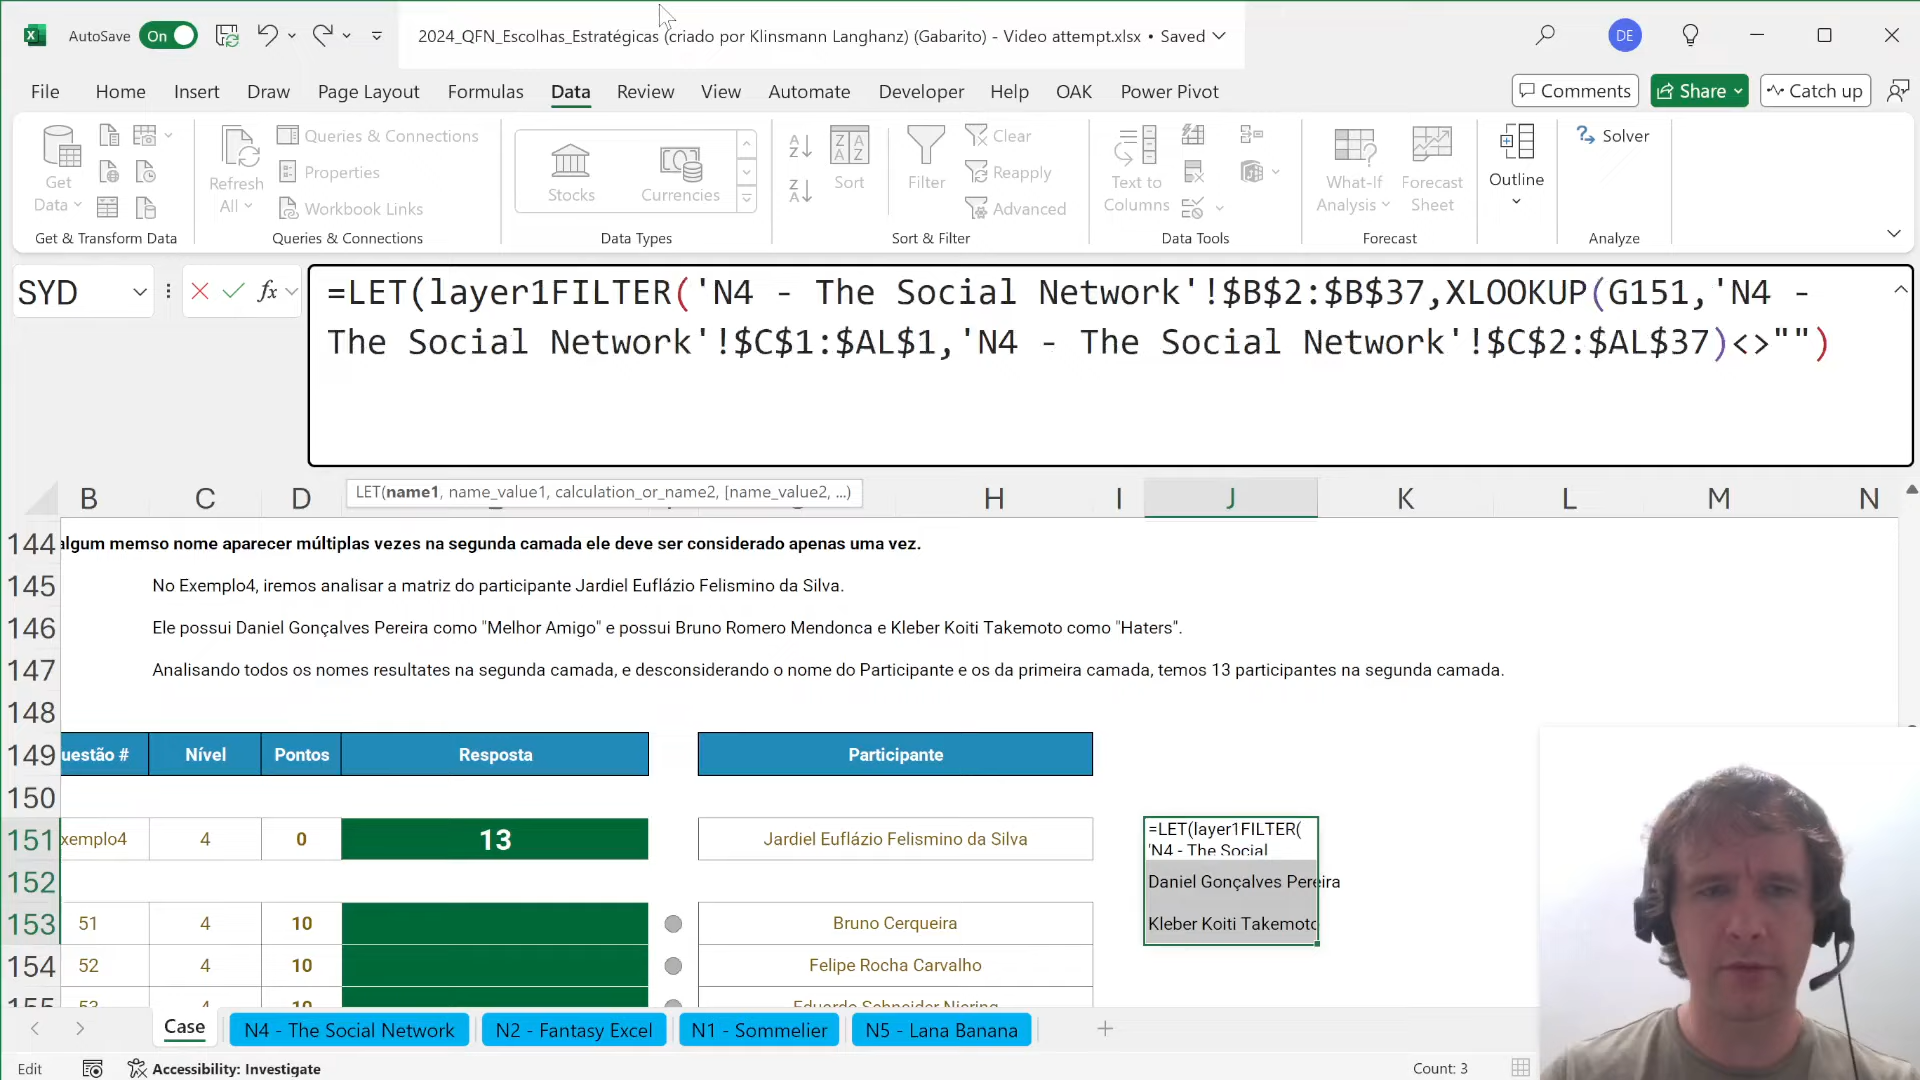 AutoSave On 2024_QFN_Escolhas_Estratégicas (criado por Klinsmann Langhanz) (Gabarito) - Video attempt.xlsx • Saved DE
File Home Insert Draw Page Layout Formulas Data Review View Automate Developer Help OAK Power Pivot Comments Share Catch up
Queries & Connections Clear Solver
Get Data Refresh All Properties Stocks Currencies Sort Filter Reapply Text to Columns What-If Analysis Forecast Sheet Outline
Workbook Links Advanced
Get & Transform Data Queries & Connections Data Types Sort & Filter Data Tools Forecast Analyze
SYD fx =LET(layer1FILTER('N4 - The Social Network'!$B$2:$B$37,XLOOKUP(G151,'N4 -
The Social Network'!$C$1:$AL$1,'N4 - The Social Network'!$C$2:$AL$37)<>"")
LET(name1, name_value1, calculation_or_name2, [name_value2, ...)
B C D H I J K L M N
144 algum memso nome aparecer múltiplas vezes na segunda camada ele deve ser considerado apenas uma vez.
145 No Exemplo4, iremos analisar a matriz do participante Jardiel Euflázio Felismino da Silva.
146 Ele possui Daniel Gonçalves Pereira como "Melhor Amigo" e possui Bruno Romero Mendonca e Kleber Koiti Takemoto como "Haters".
147 Analisando todos os nomes resultates na segunda camada, e desconsiderando o nome do Participante e os da primeira camada, temos 13 participantes na segunda camada.
148
149 uestão # Nível Pontos Resposta Participante
150
151 xemplo4 4 0 13 Jardiel Euflázio Felismino da Silva =LET(layer1FILTER(
'N4 - The Social
152 Daniel Gonçalves Pereira
153 51 4 10 Bruno Cerqueira Kleber Koiti Takemoto
154 52 4 10 Felipe Rocha Carvalho
155 53 4 10 Eduardo Schneider
Case N4 - The Social Network N2 - Fantasy Excel N1 - Sommelier N5 - Lana Banana
Edit Accessibility: Investigate Count: 3